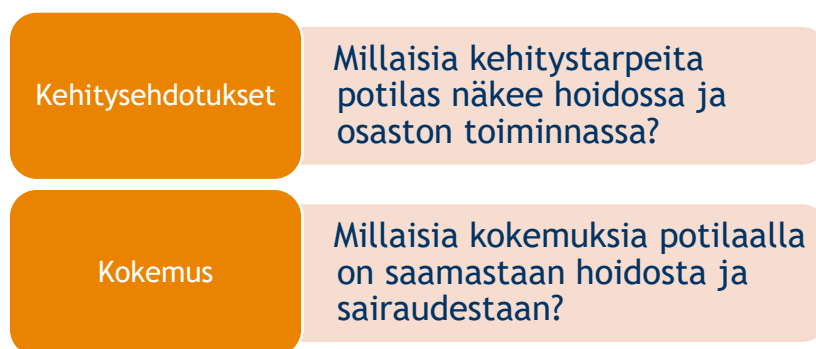 Kehitysehdotukset
Millaisia kehitystarpeita
potilas näkee hoidossa ja
osaston toiminnassa?
Kokemus
Millaisia kokemuksia potilaalla
on saamastaan hoidosta ja
sairaudestaan?